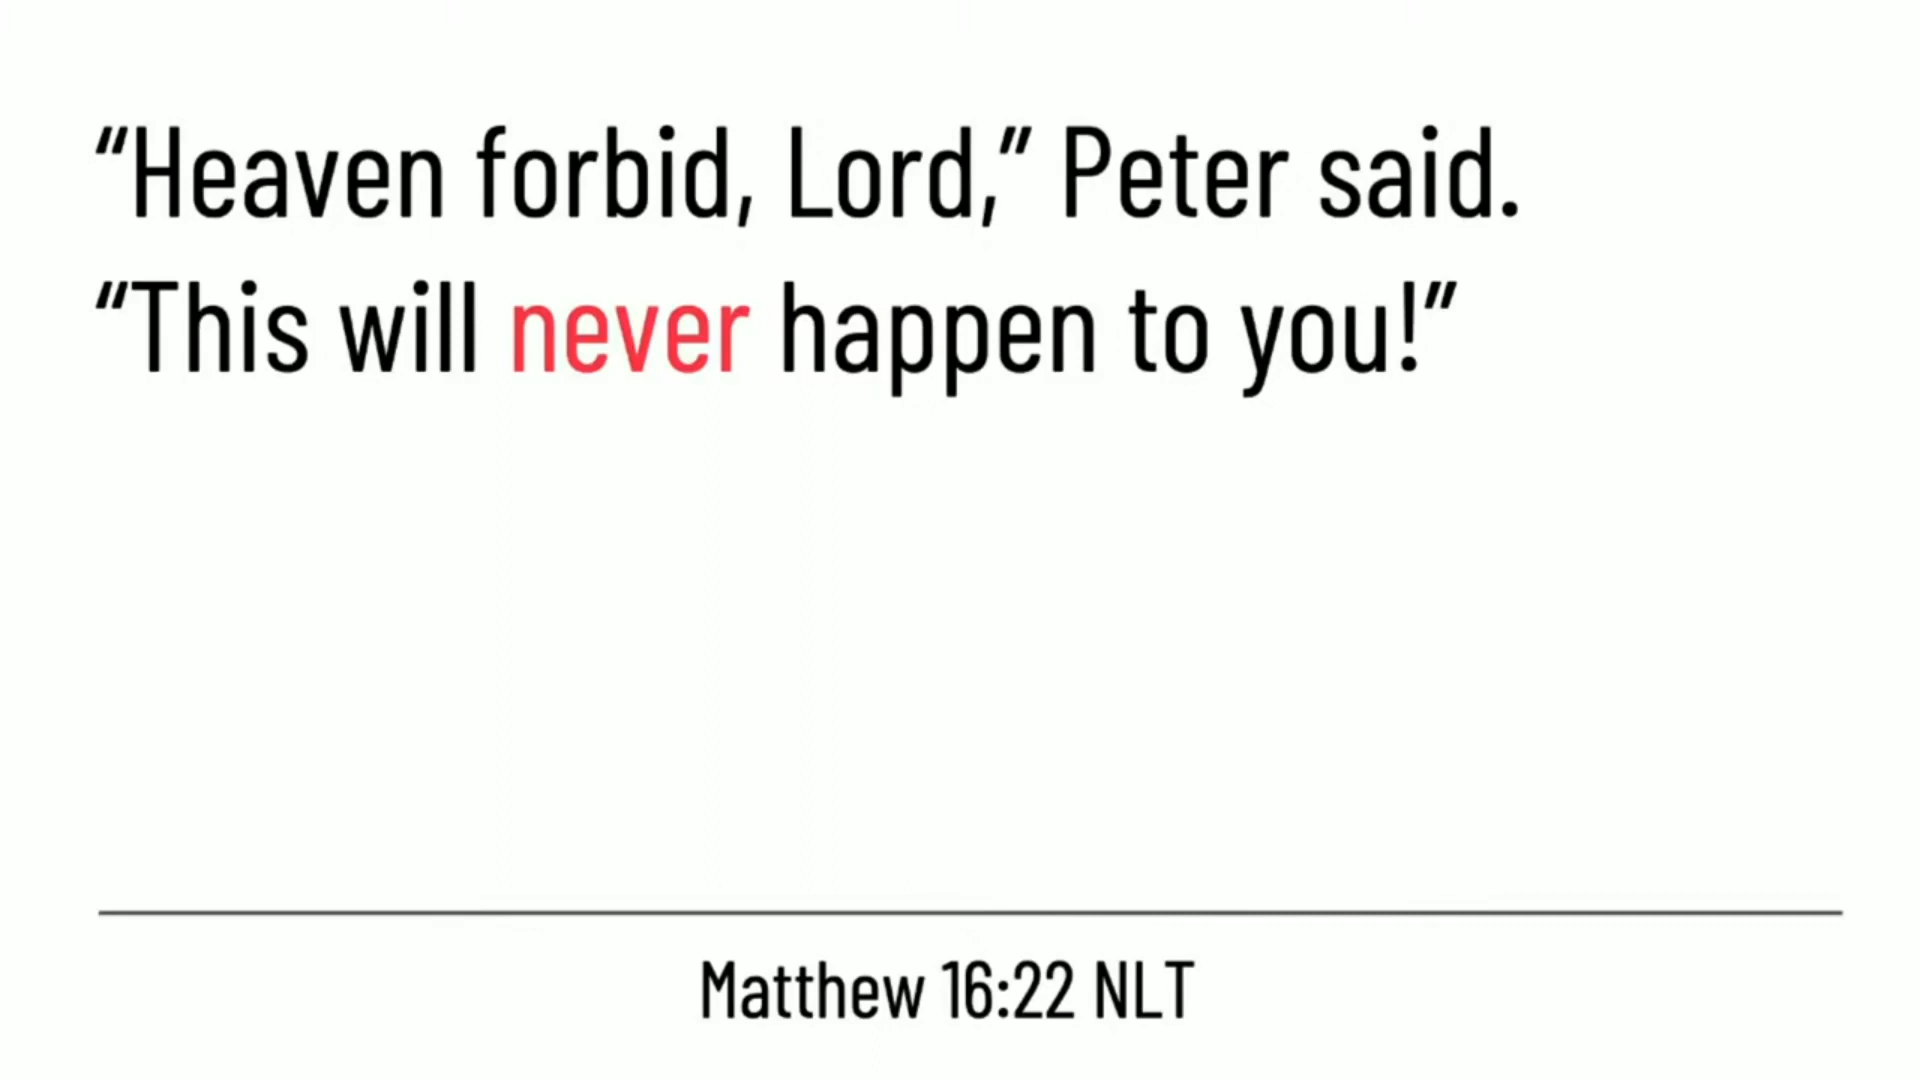 “Heaven forbid, Lord,” Peter said.
“This will never happen to you!”
Matthew 16:22 NLT